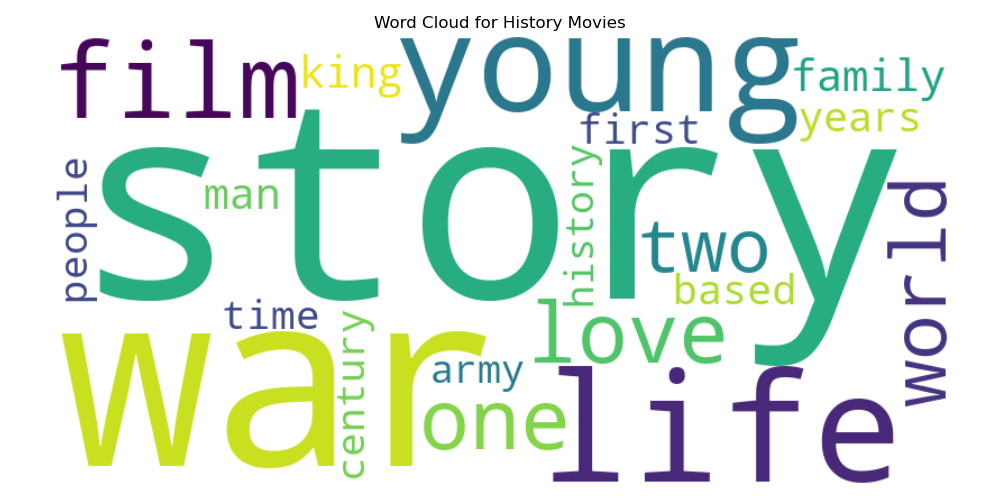 Word Cloud for History Movies
film
king
young
family
years
first
story
people
man
history
two
based
world
time
love
war
century
army
one
life